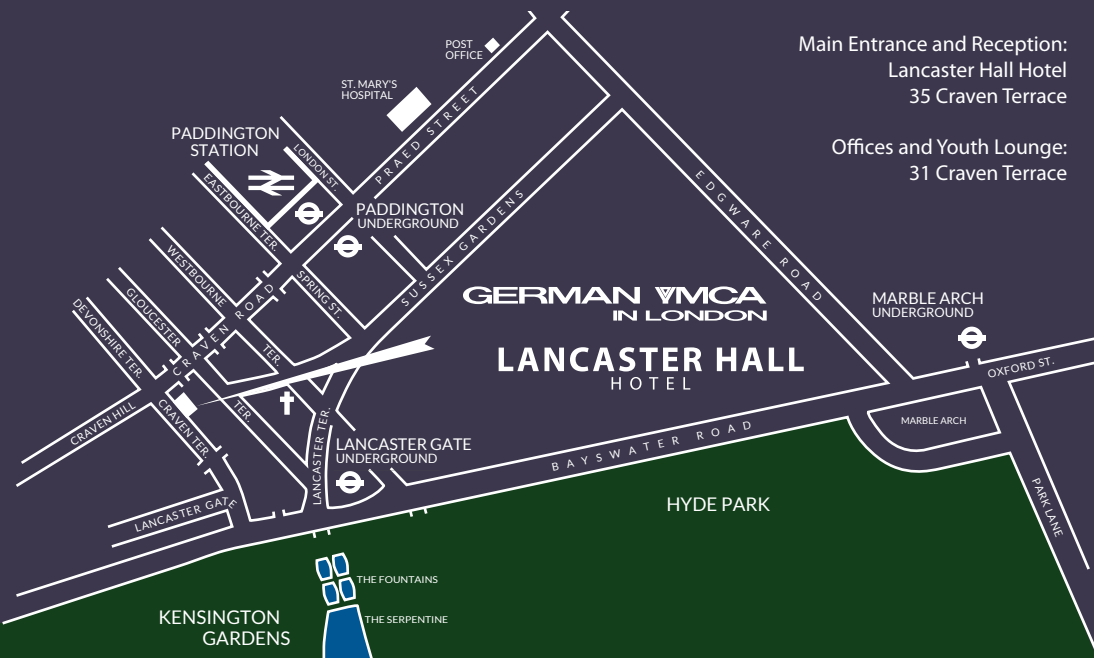 Main Entrance and Reception:
Lancaster Hall Hotel
35 Craven Terrace
Offices and Youth Lounge:
31 Craven Terrace
POST
OFFICE
ST. MARY'S
HOSPITAL
PRAED STREET
PADDINGTON
STATION
LONDON ST.
EASTBOURNE TER.
PADDINGTON
UNDERGROUND
SUSSEX GARDENS
EDGWARE ROAD
WESTBOURNE
TER.
GLOUCESTER
TER.
DEVONSHIRE TER.
CRAVEN ROAD
SPRING ST.
GERMAN YMCA
IN LONDON
LANCASTER HALL
HOTEL
MARBLE ARCH
UNDERGROUND
OXFORD ST.
MARBLE ARCH
CRAVEN HILL
CRAVEN TER.
LANCASTER TER.
LANCASTER GATE
UNDERGROUND
BAYSWATER ROAD
LANCASTER GATE
HYDE PARK
PARK LANE
THE FOUNTAINS
THE SERPENTINE
KENSINGTON
GARDENS